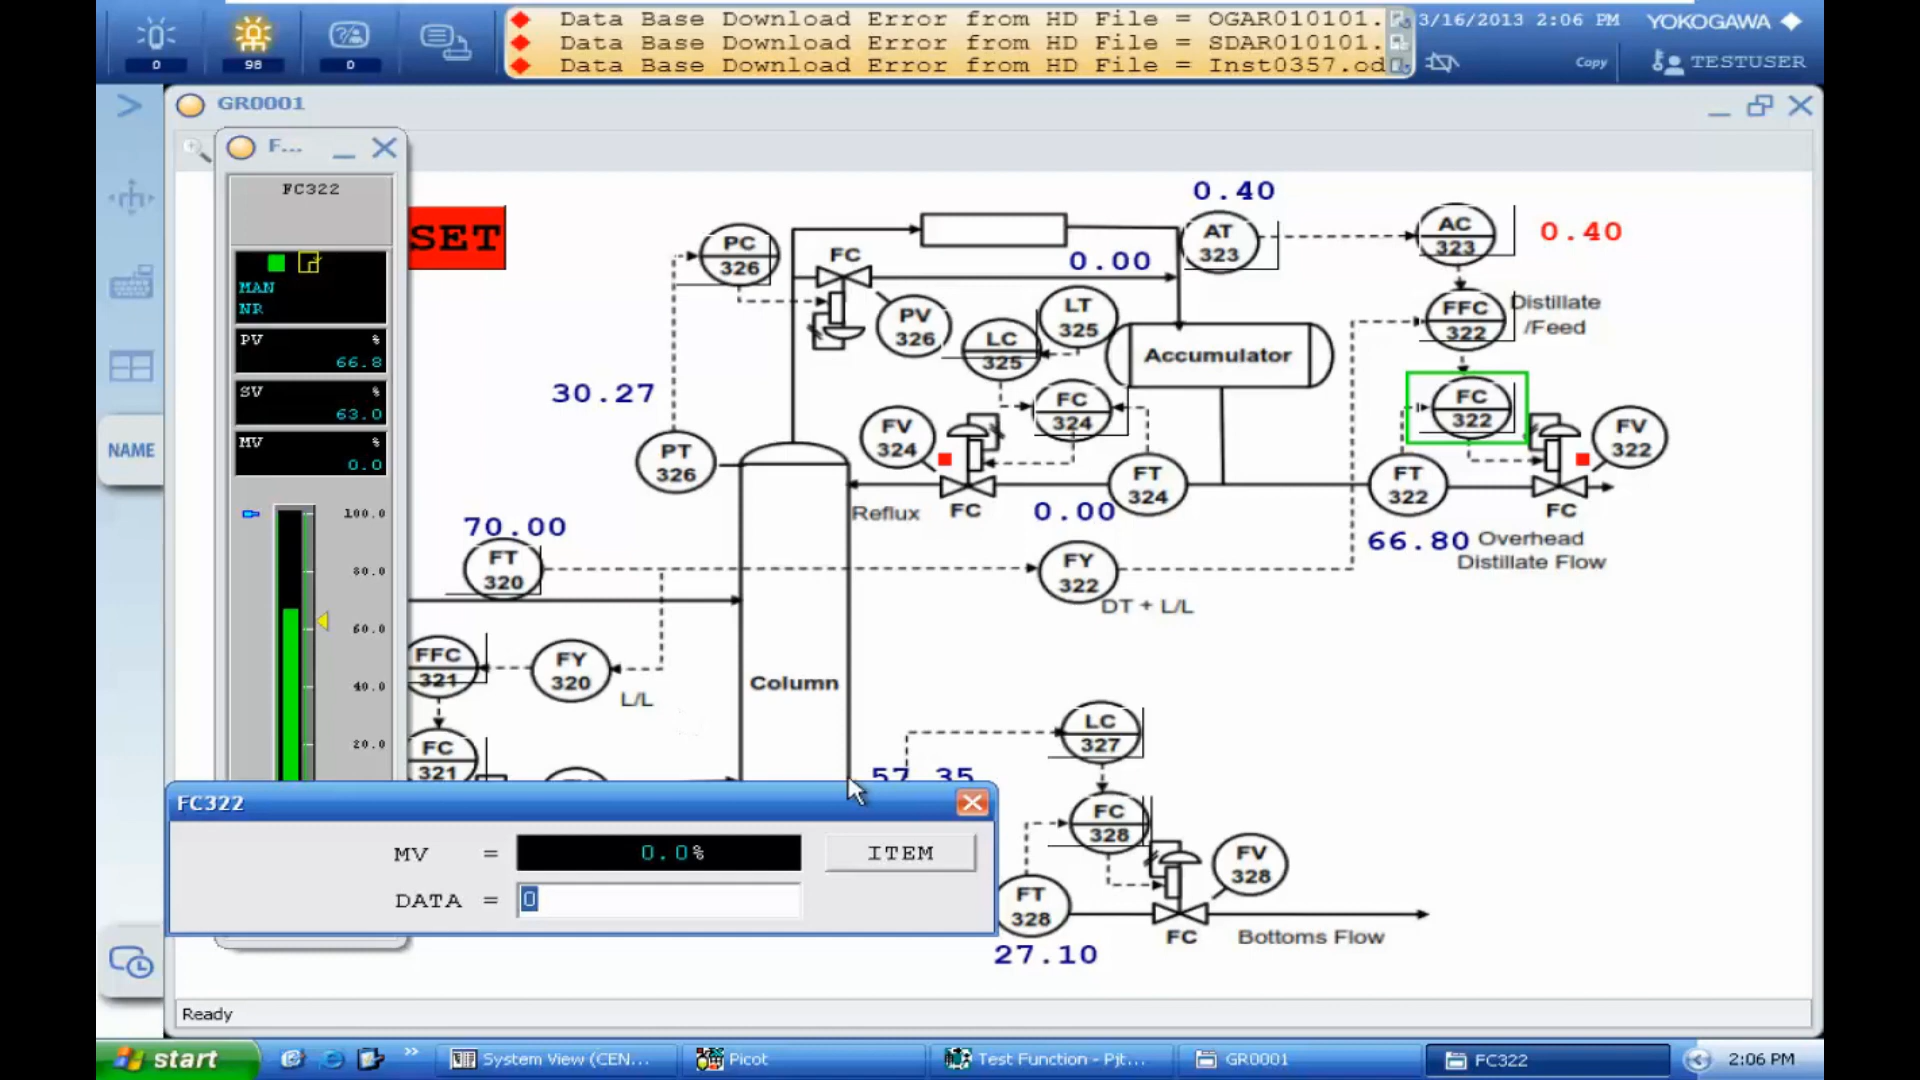 Data Base Download Error from HD File = OGAR010101.
Data Base Download Error from HD File = SDAR010101.
Data Base Download Error from HD File = Inst0357.od
3/16/2013 2:06 PM
YOKOGAWA
0
98
0
Copy
TESTUSER
GR0001
F...
FC322
SET
MAN
NR
PV %
66.8
SV %
63.0
MV %
0.0
100.0
80.0
60.0
40.0
20.0
NAME
0.40
PC
326
FC
AT
323
AC
323
0.40
0.00
PV
326
LT
325
LC
325
Accumulator
FFC
322
Distillate
/Feed
30.27
FC
324
FC
322
FV
324
FV
322
PT
326
FT
324
FT
322
Reflux
FC
0.00
FC
66.80
Overhead
Distillate Flow
70.00
FT
320
FY
322
DT + L/L
FFC
321
FY
320
L/L
Column
FC
321
LC
327
57.35
FC
328
FV
328
FT
328
FC
Bottoms Flow
27.10
FC322
MV = 0.0%
ITEM
DATA = 0
Ready
start
System View (CEN...
Picot
Test Function - Pjt...
GR0001
FC322
2:06 PM